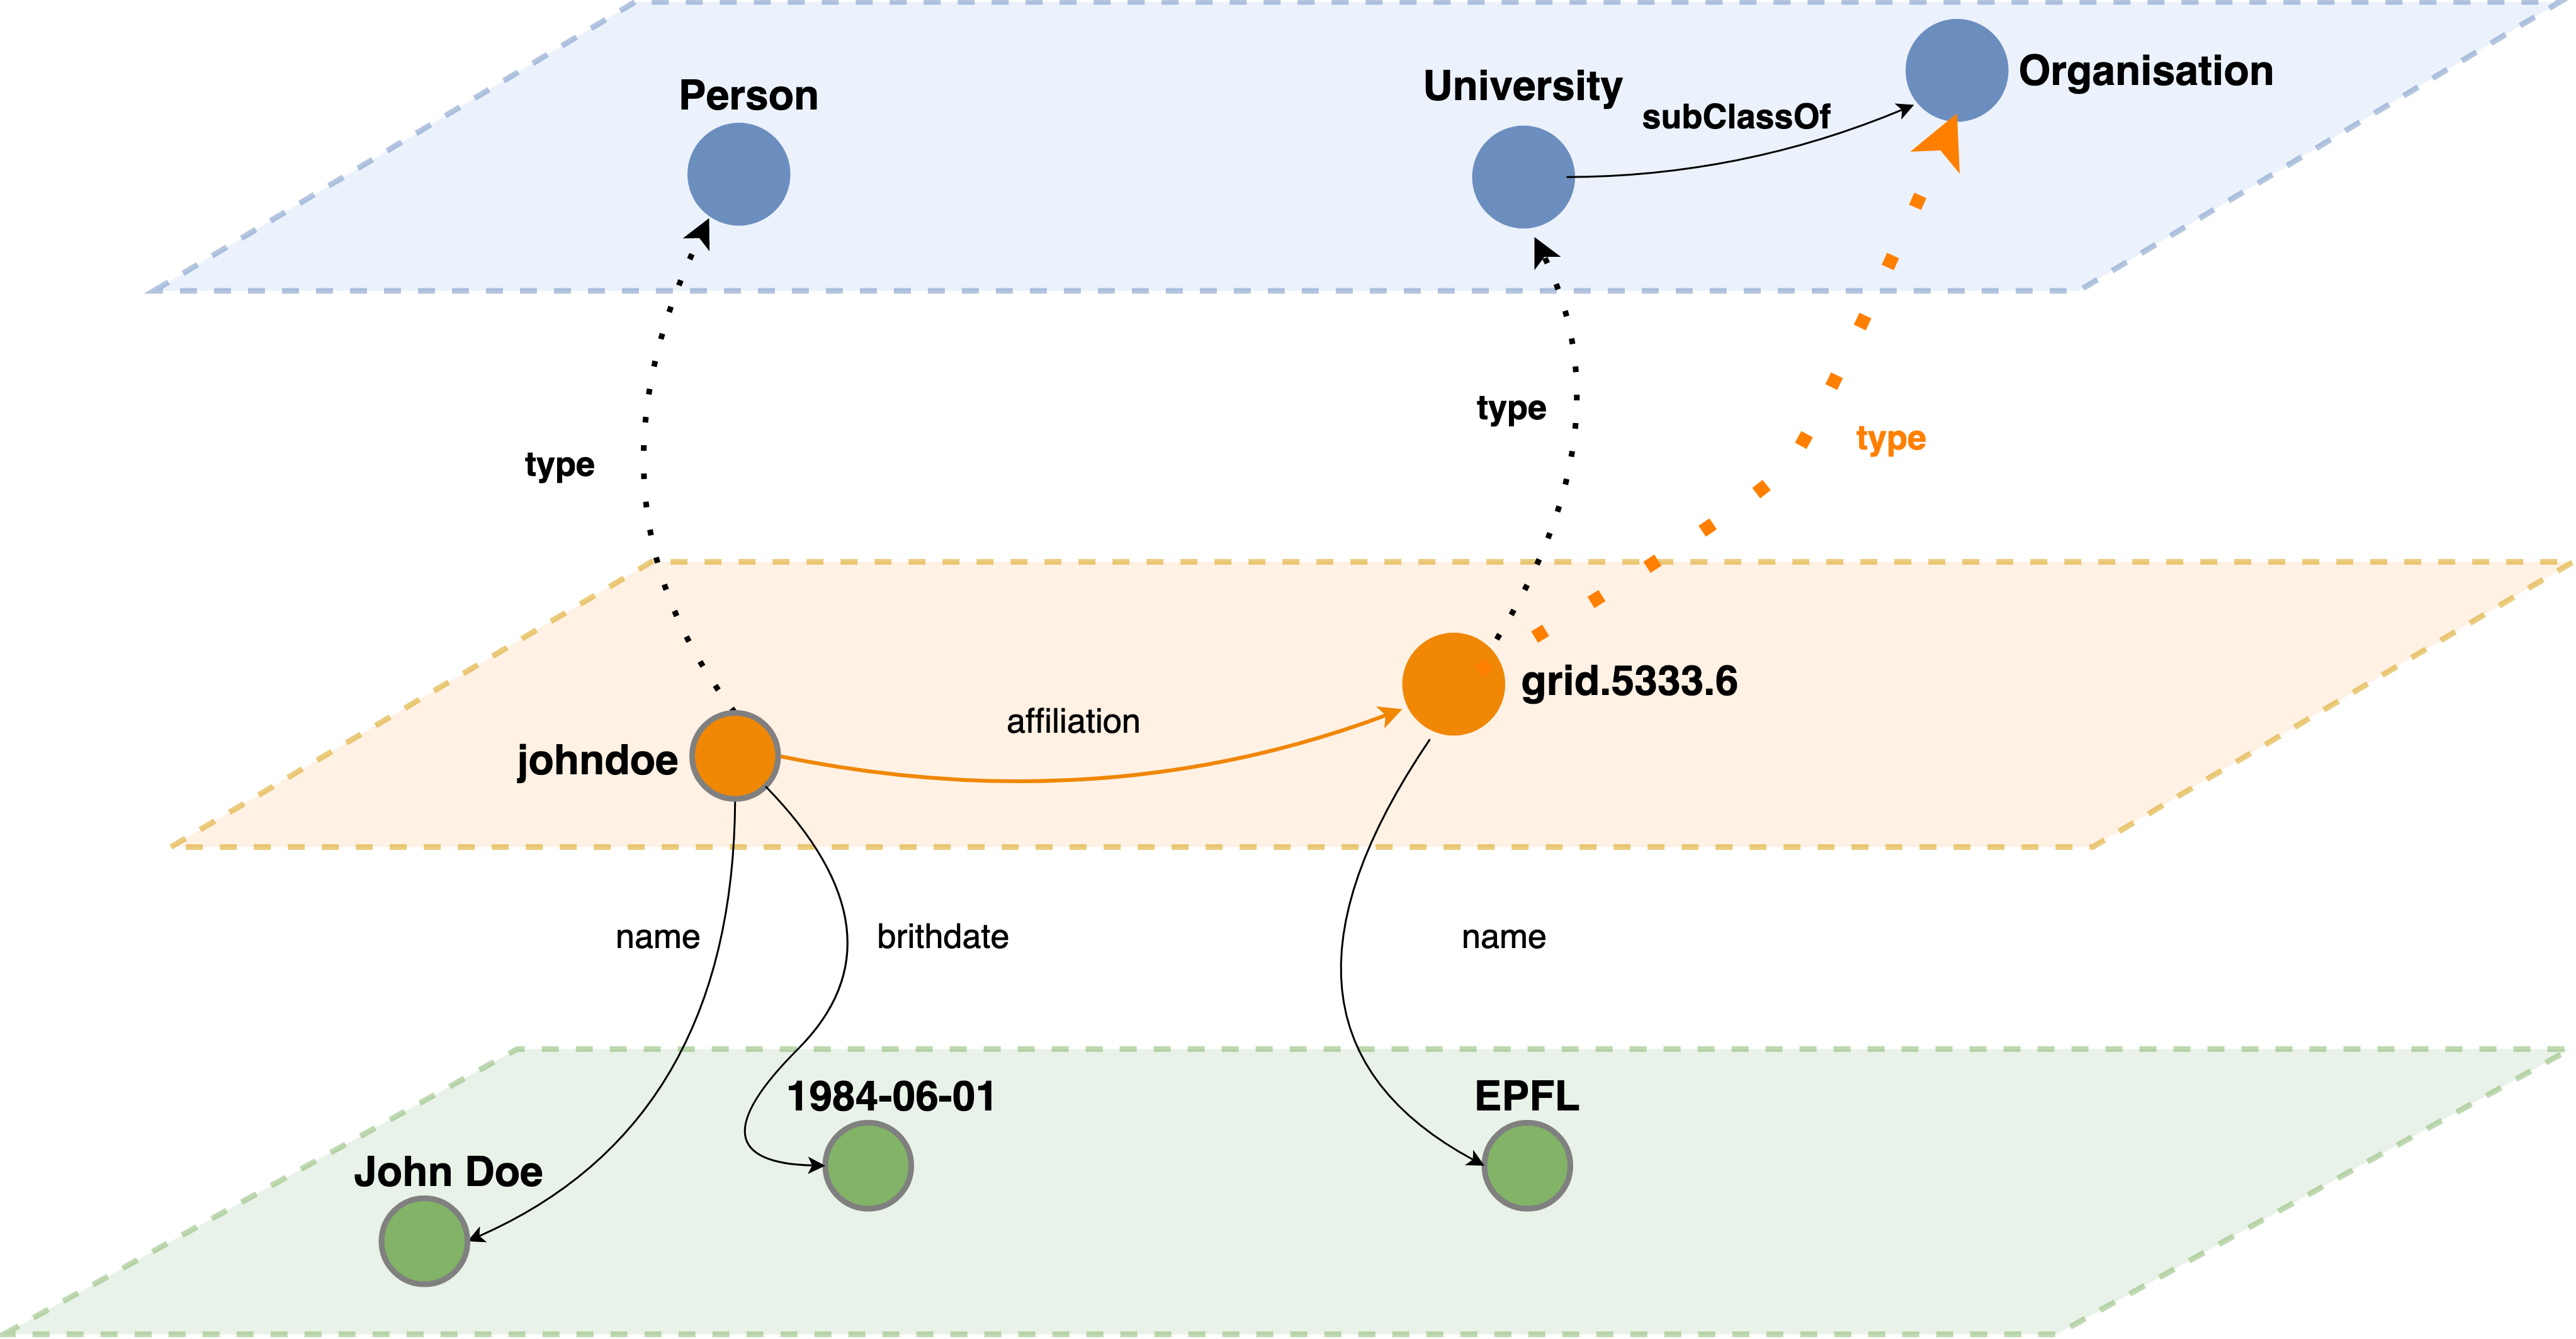 Person
University
Organisation
subClassOf
type
type
type
johndoe
affiliation
grid.5333.6
name
brithdate
name
John Doe
1984-06-01
EPFL